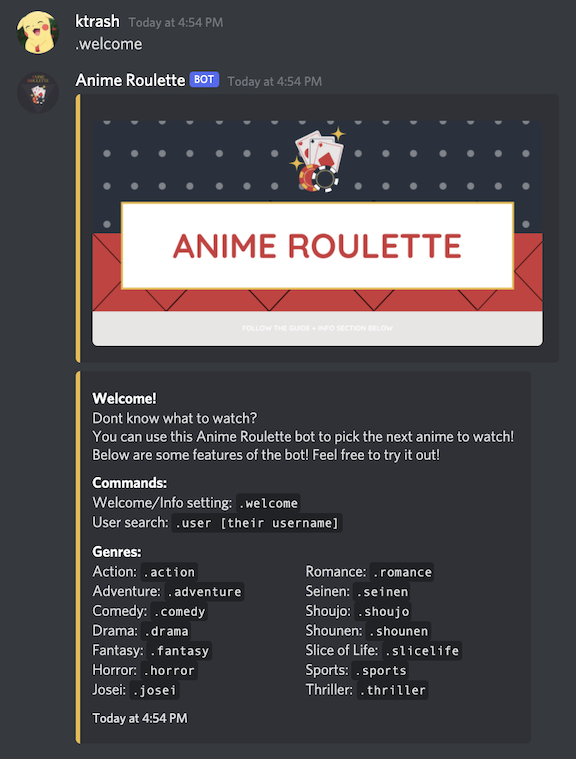 ktrash Today at 4:54 PM
.welcome
Anime Roulette BOT Today at 4:54 PM
ANIME ROULETTE
FOLLOW THE GUIDE + INFO SECTION BELOW
Welcome!
Dont know what to watch?
You can use this Anime Roulette bot to pick the next anime to watch!
Below are some features of the bot! Feel free to try it out!
Commands:
Welcome/Info setting: .welcome
User search: .user [their username]
Genres:
Action: .action
Adventure: .adventure
Comedy: .comedy
Drama: .drama
Fantasy: .fantasy
Horror: .horror
Josei: .josei
Romance: .romance
Seinen: .seinen
Shoujo: .shoujo
Shounen: .shounen
Slice of Life: .slicelife
Sports: .sports
Thriller: .thriller
Today at 4:54 PM